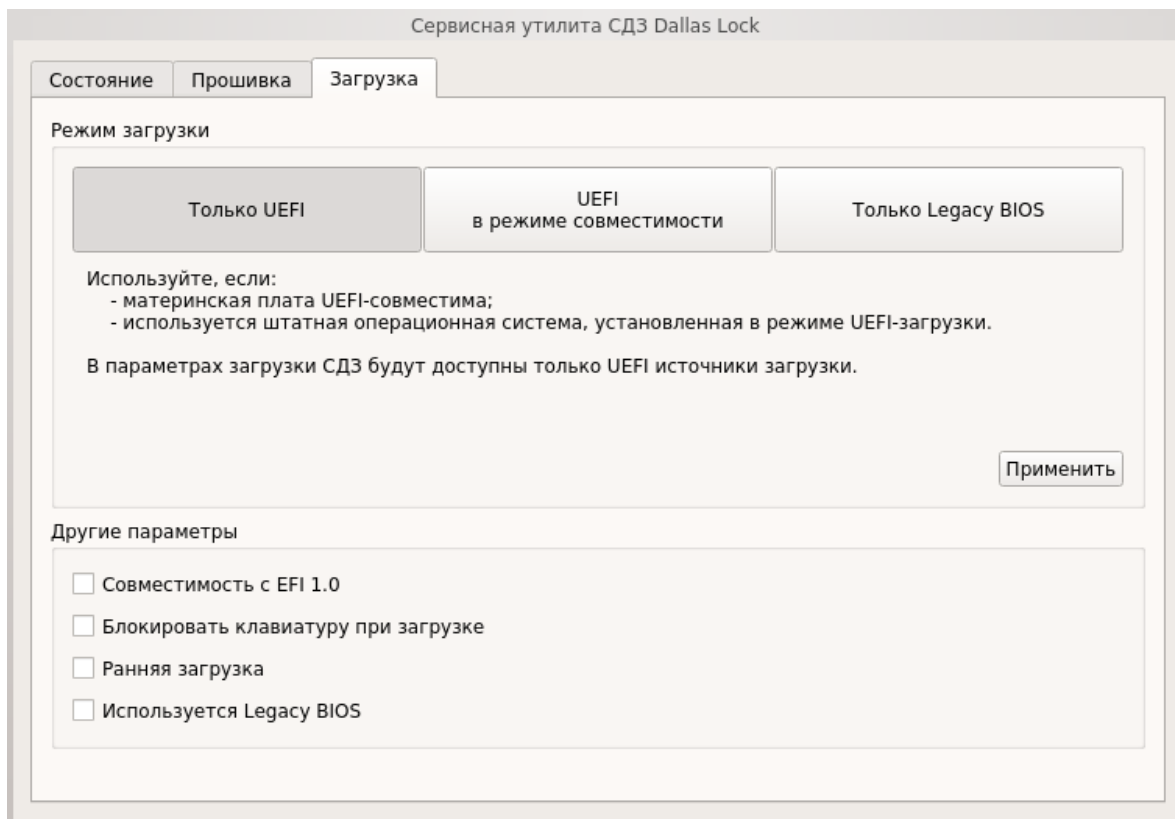 Сервисная утилита СДЗ Dallas Lock
Состояние
Прошивка
Загрузка
Режим загрузки
Только UEFI
UEFI
в режиме совместимости
Только Legacy BIOS
Используйте, если:
- материнская плата UEFI-совместима;
- используется штатная операционная система, установленная в режиме UEFI-загрузки.
В параметрах загрузки СДЗ будут доступны только UEFI источники загрузки.
Применить
Другие параметры
Совместимость с EFI 1.0
Блокировать клавиатуру при загрузке
Ранняя загрузка
Используется Legacy BIOS